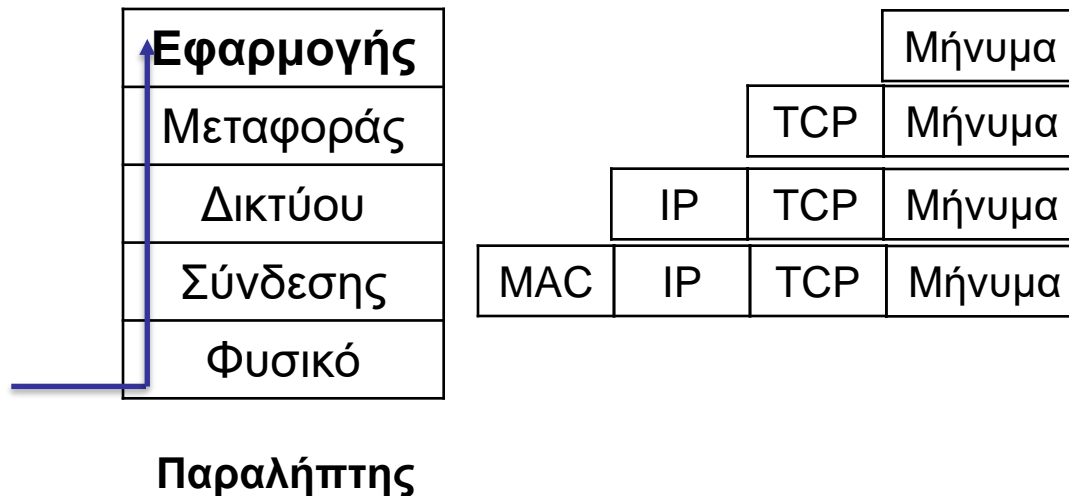 Εφαρμογής Μήνυμα
Μεταφοράς TCP Μήνυμα
Δικτύου IP TCP Μήνυμα
Σύνδεσης MAC IP TCP Μήνυμα
Φυσικό
Παραλήπτης